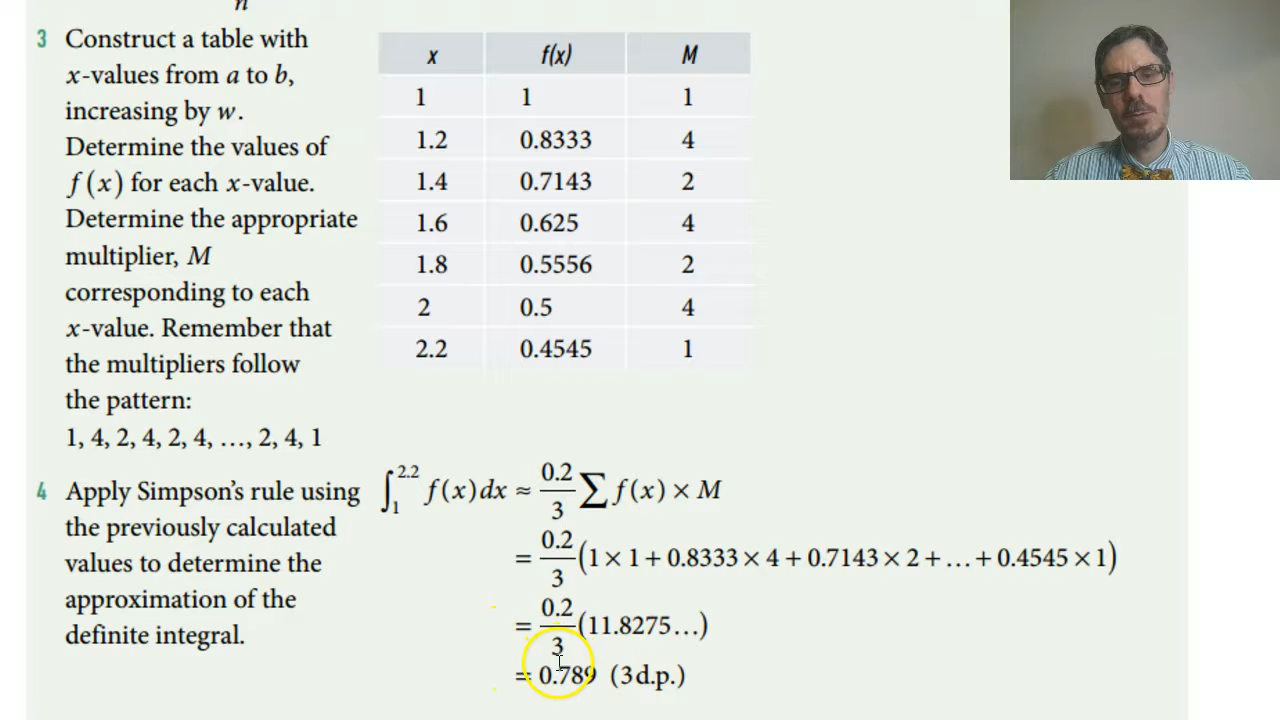 n
3 Construct a table with
x-values from a to b,
increasing by w.
Determine the values of
f(x) for each x-value.
Determine the appropriate
multiplier, M
corresponding to each
x-value. Remember that
the multipliers follow
the pattern:
1, 4, 2, 4, 2, 4, …, 2, 4, 1
x f(x) M
1 1 1
1.2 0.8333 4
1.4 0.7143 2
1.6 0.625 4
1.8 0.5556 2
2 0.5 4
2.2 0.4545 1
4 Apply Simpson's rule using
the previously calculated
values to determine the
approximation of the
definite integral.
∫₁^2.2 f(x)dx ≈ 0.2/3 ∑ f(x) × M
= 0.2/3 (1 × 1 + 0.8333 × 4 + 0.7143 × 2 + … + 0.4545 × 1)
= 0.2/3 (11.8275…)
= 0.789 (3 d.p.)